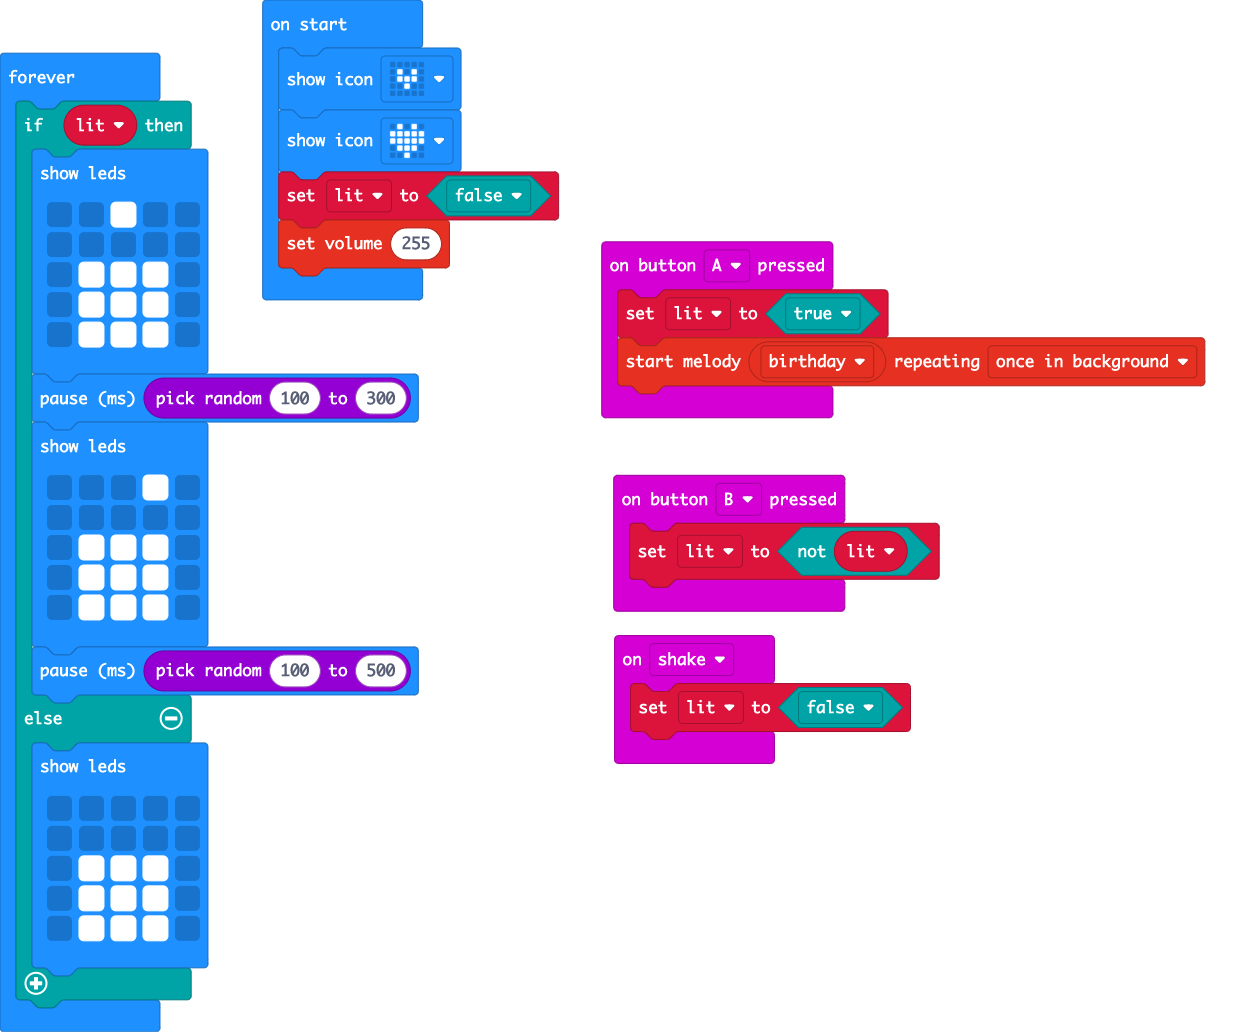 on start
show icon
show icon
set lit to false
set volume 255
forever
if lit then
show leds
pause (ms) pick random 100 to 300
show leds
pause (ms) pick random 100 to 500
else
show leds
on button A pressed
set lit to true
start melody birthday repeating once in background
on button B pressed
set lit to not lit
on shake
set lit to false